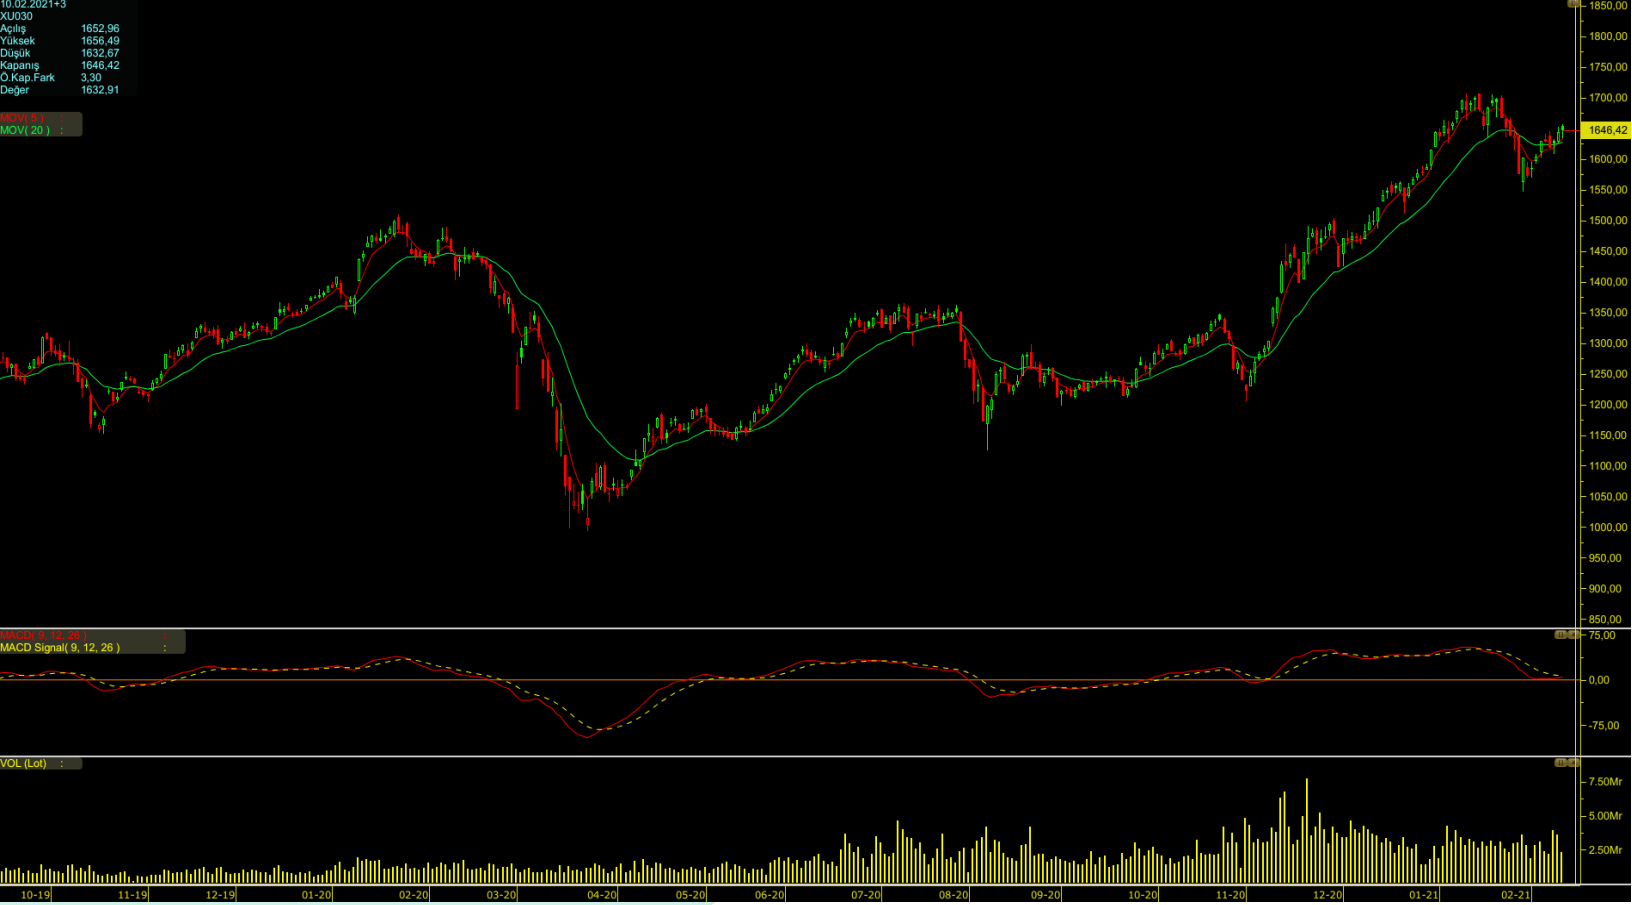 10.02.2021+3
XU030
Açılış 1652,96
Yüksek 1656,49
Düşük 1632,67
Kapanış 1646,42
Ö.Kap.Fark 3,30
Değer 1632,91
MOV( 5 ) :
MOV( 20 ) :
1850,00
1800,00
1750,00
1700,00
1646,42
1600,00
1550,00
1500,00
1450,00
1400,00
1350,00
1300,00
1250,00
1200,00
1150,00
1100,00
1050,00
1000,00
950,00
900,00
850,00
MACD( 9, 12, 26 ) :
MACD Signal( 9, 12, 26 ) :
75,00
0,00
-75,00
VOL (Lot) :
7.50Mr
5.00Mr
2.50Mr
10-19 11-19 12-19 01-20 02-20 03-20 04-20 05-20 06-20 07-20 08-20 09-20 10-20 11-20 12-20 01-21 02-21